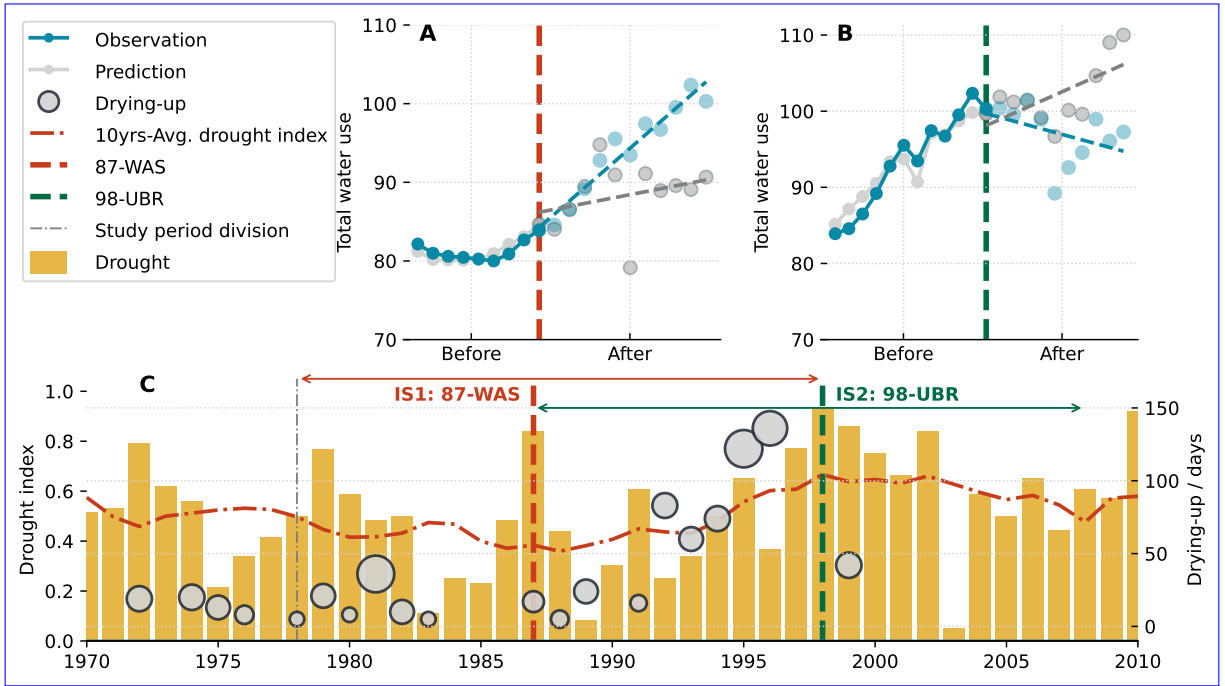 Observation
Prediction
Drying-up
10yrs-Avg. drought index
87-WAS
98-UBR
Study period division
Drought
A
Total water use
110
100
90
80
70
Before
After
B
Total water use
110
100
90
80
70
Before
After
C
IS1: 87-WAS
IS2: 98-UBR
Drought index
1.0
0.8
0.6
0.4
0.2
0.0
150
100
50
0
Drying-up / days
1970
1975
1980
1985
1990
1995
2000
2005
2010